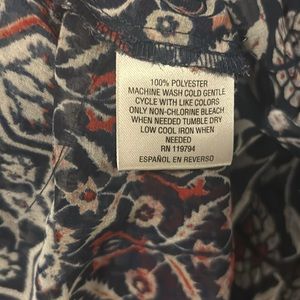 100% POLYESTER
MACHINE WASH COLD GENTLE
CYCLE WITH LIKE COLORS
ONLY NON-CHLORINE BLEACH
WHEN NEEDED TUMBLE DRY
LOW COOL IRON WHEN
NEEDED
RN 119794
ESPAÑOL EN REVERSO